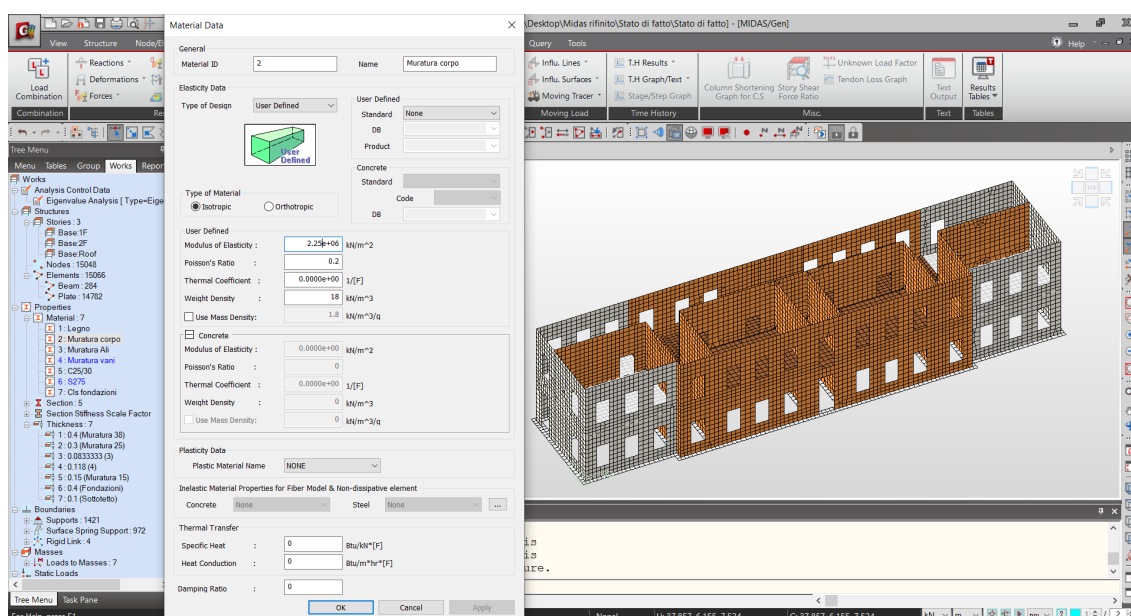 \Desktop\Midas rifinito\Stato di fatto\Stato di fatto] - [MIDAS/Gen]
View Structure Node/El Query Tools Help
Load Combination
Reactions
Deformations
Forces
Combination
Influ. Lines
Influ. Surfaces
Moving Tracer
Moving Load
T.H Results
T.H Graph/Text
Stage/Step Graph
Time History
Column Shortening Graph for C.S
Story Shear Force Ratio
Unknown Load Factor
Tendon Loss Graph
Misc.
Text Output
Text
Results Tables
Tables
Tree Menu
Menu Tables Group Works Repor
Works
Analysis Control Data
Eigenvalue Analysis [ Type=Eige
Structures
Stories : 3
Base:1F
Base:2F
Base:Roof
Nodes : 15048
Elements : 15066
Beam : 284
Plate : 14782
Properties
Material : 7
1 : Legno
2 : Muratura corpo
3 : Muratura Ali
4 : Muratura vani
5 : C25/30
6 : S275
7 : Cls fondazioni
Section : 5
Section Stiffness Scale Factor
Thickness : 7
1 : 0.4 (Muratura 38)
2 : 0.3 (Muratura 25)
3 : 0.0833333 (3)
4 : 0.118 (4)
5 : 0.15 (Muratura 15)
6 : 0.4 (Fondazioni)
7 : 0.1 (Sottotetto)
Boundaries
Supports : 1421
Surface Spring Support : 972
Rigid Link : 4
Masses
Loads to Masses : 7
Static Loads
Tree Menu Task Pane
Material Data
General
Material ID 2 Name Muratura corpo
Elasticity Data
Type of Design User Defined
User Defined
User Defined
Standard None
DB
Product
Concrete
Standard
Code
DB
Type of Material
Isotropic Orthotropic
User Defined
Modulus of Elasticity : 2.25e+06 kN/m^2
Poisson's Ratio : 0.2
Thermal Coefficient : 0.0000e+00 1/[F]
Weight Density : 18 kN/m^3
Use Mass Density: 1.8 kN/m^3/g
Concrete
Modulus of Elasticity : 0.0000e+00 kN/m^2
Poisson's Ratio : 0
Thermal Coefficient : 0.0000e+00 1/[F]
Weight Density : 0 kN/m^3
Use Mass Density: 0 kN/m^3/g
Plasticity Data
Plastic Material Name NONE
Inelastic Material Properties for Fiber Model & Non-dissipative element
Concrete None Steel None ...
Thermal Transfer
Specific Heat : 0 Btu/kN*[F]
Heat Conduction : 0 Btu/m*hr*[F]
Damping Ratio : 0
OK Cancel Apply
TOP
is
is
ure.